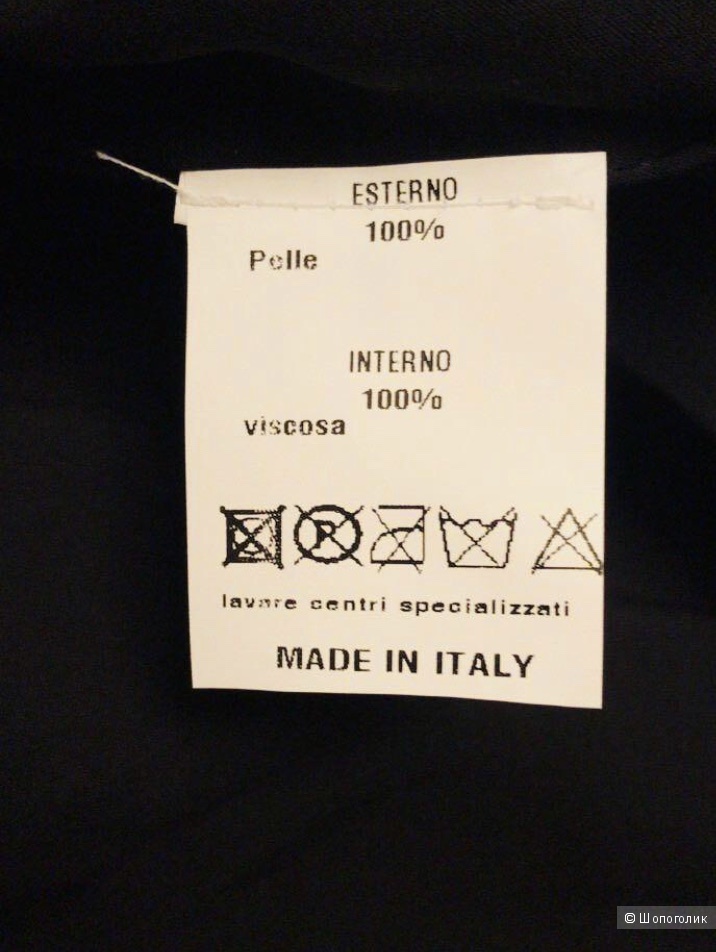 ESTERNO
100%
Pelle
INTERNO
100%
viscosa
P
lavare centri specializzati
MADE IN ITALY
© Шопоголик